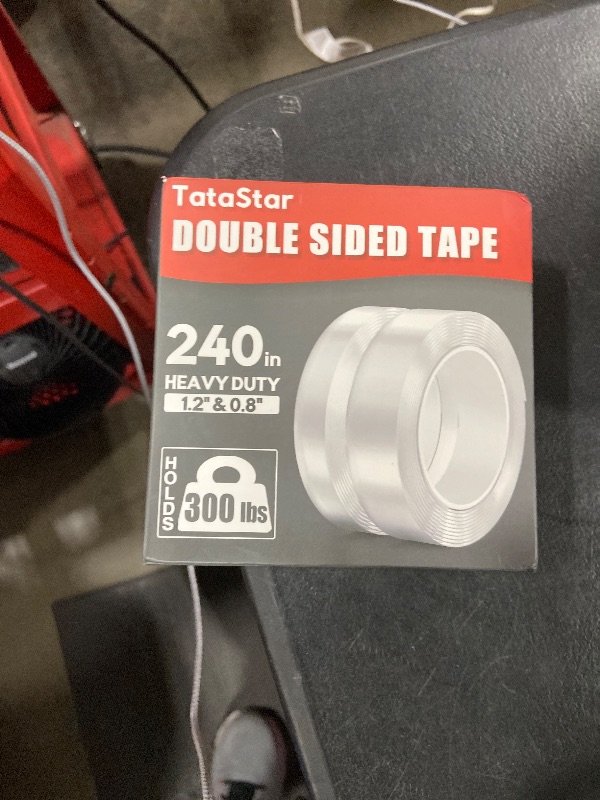 TataStar
DOUBLE SIDED TAPE
240in
HEAVY DUTY
1.2" & 0.8"
HOLDS
300 lbs